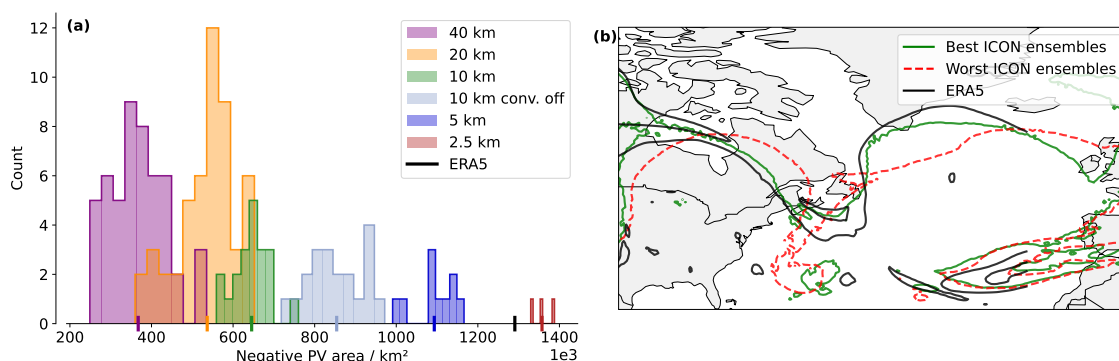 (a)
12
10
8
6
4
2
0
Count
200
400
600
800
1000
1200
1400
1e3
Negative PV area / km²
40 km
20 km
10 km
10 km conv. off
5 km
2.5 km
ERA5
(b)
Best ICON ensembles
Worst ICON ensembles
ERA5